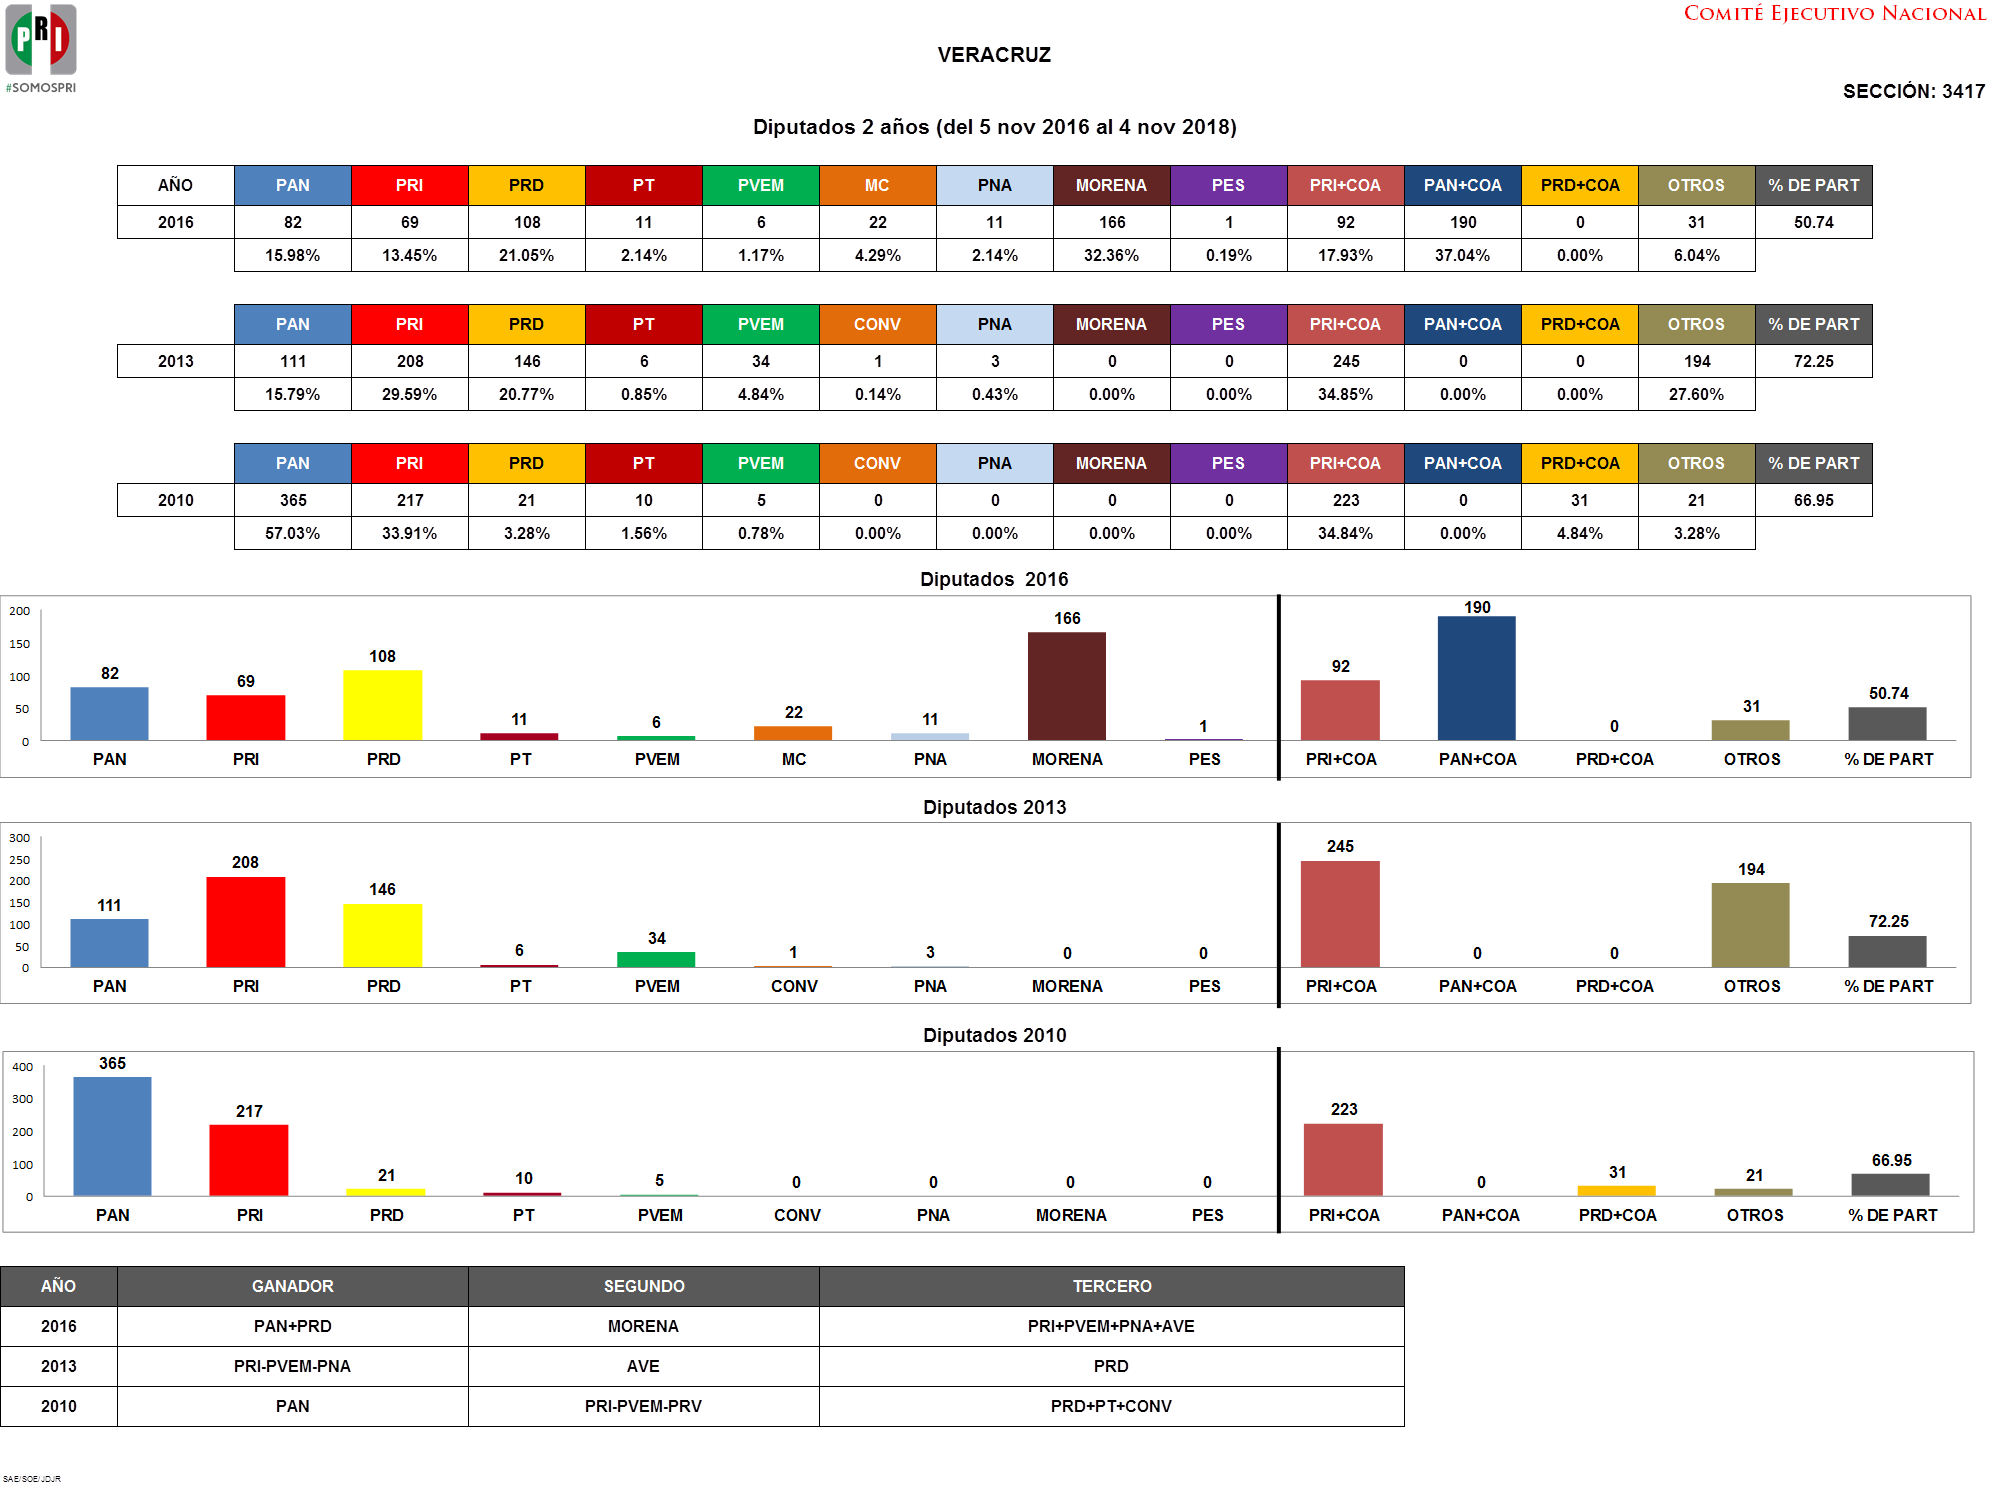 PRI
#SOMOSPRI
COMITÉ EJECUTIVO NACIONAL
VERACRUZ
SECCIÓN: 3417
Diputados 2 años (del 5 nov 2016 al 4 nov 2018)
AÑO PAN PRI PRD PT PVEM MC PNA MORENA PES PRI+COA PAN+COA PRD+COA OTROS % DE PART
2016 82 69 108 11 6 22 11 166 1 92 190 0 31 50.74
15.98% 13.45% 21.05% 2.14% 1.17% 4.29% 2.14% 32.36% 0.19% 17.93% 37.04% 0.00% 6.04%
PAN PRI PRD PT PVEM CONV PNA MORENA PES PRI+COA PAN+COA PRD+COA OTROS % DE PART
2013 111 208 146 6 34 1 3 0 0 245 0 0 194 72.25
15.79% 29.59% 20.77% 0.85% 4.84% 0.14% 0.43% 0.00% 0.00% 34.85% 0.00% 0.00% 27.60%
PAN PRI PRD PT PVEM CONV PNA MORENA PES PRI+COA PAN+COA PRD+COA OTROS % DE PART
2010 365 217 21 10 5 0 0 0 0 223 0 31 21 66.95
57.03% 33.91% 3.28% 1.56% 0.78% 0.00% 0.00% 0.00% 0.00% 34.84% 0.00% 4.84% 3.28%
Diputados 2016
200
150
100
50
0
82 69 108 11 6 22 11 166 1 92 190 0 31 50.74
PAN PRI PRD PT PVEM MC PNA MORENA PES PRI+COA PAN+COA PRD+COA OTROS % DE PART
Diputados 2013
300
250
200
150
100
50
0
111 208 146 6 34 1 3 0 0 245 0 0 194 72.25
PAN PRI PRD PT PVEM CONV PNA MORENA PES PRI+COA PAN+COA PRD+COA OTROS % DE PART
Diputados 2010
400
300
200
100
0
365 217 21 10 5 0 0 0 0 223 0 31 21 66.95
PAN PRI PRD PT PVEM CONV PNA MORENA PES PRI+COA PAN+COA PRD+COA OTROS % DE PART
AÑO GANADOR SEGUNDO TERCERO
2016 PAN+PRD MORENA PRI+PVEM+PNA+AVE
2013 PRI-PVEM-PNA AVE PRD
2010 PAN PRI-PVEM-PRV PRD+PT+CONV
SAE/SOE/JDJR